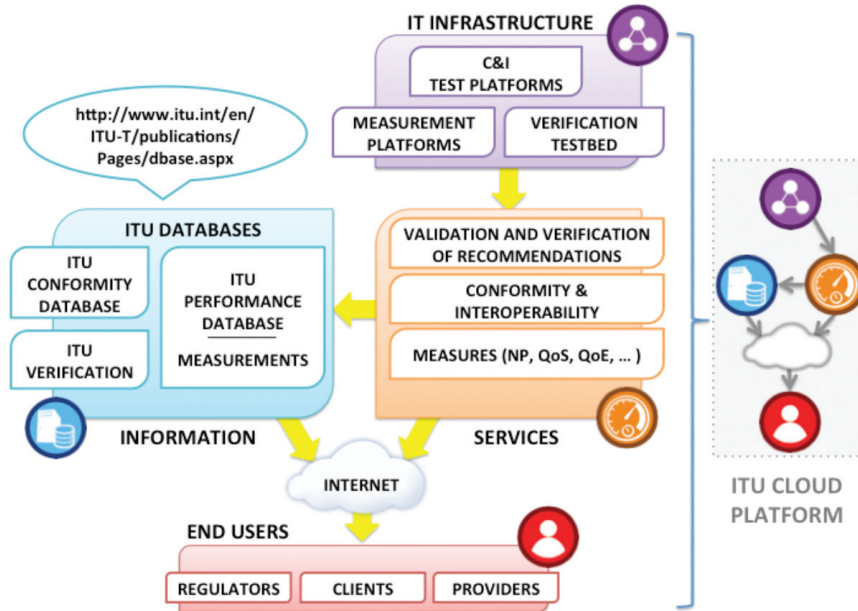 IT INFRASTRUCTURE
C&I
TEST PLATFORMS
MEASUREMENT
PLATFORMS
VERIFICATION
TESTBED
http://www.itu.int/en/
ITU-T/publications/
Pages/dbase.aspx
ITU DATABASES
ITU
CONFORMITY
DATABASE
ITU
VERIFICATION
ITU
PERFORMANCE
DATABASE
MEASUREMENTS
INFORMATION
VALIDATION AND VERIFICATION
OF RECOMMENDATIONS
CONFORMITY &
INTEROPERABILITY
MEASURES (NP, QoS, QoE, ... )
SERVICES
INTERNET
END USERS
REGULATORS
CLIENTS
PROVIDERS
ITU CLOUD
PLATFORM